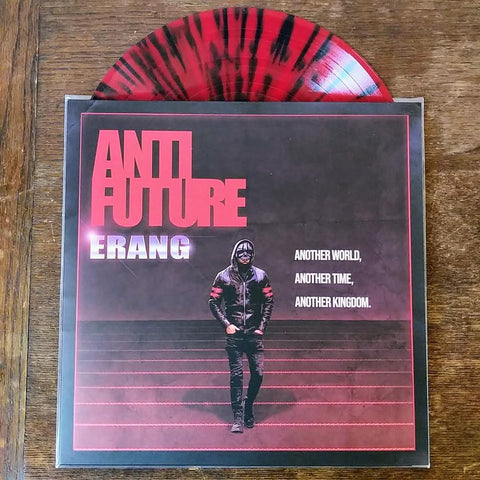 ANTI
FUTURE
ERANG
ANOTHER WORLD,
ANOTHER TIME,
ANOTHER KINGDOM.